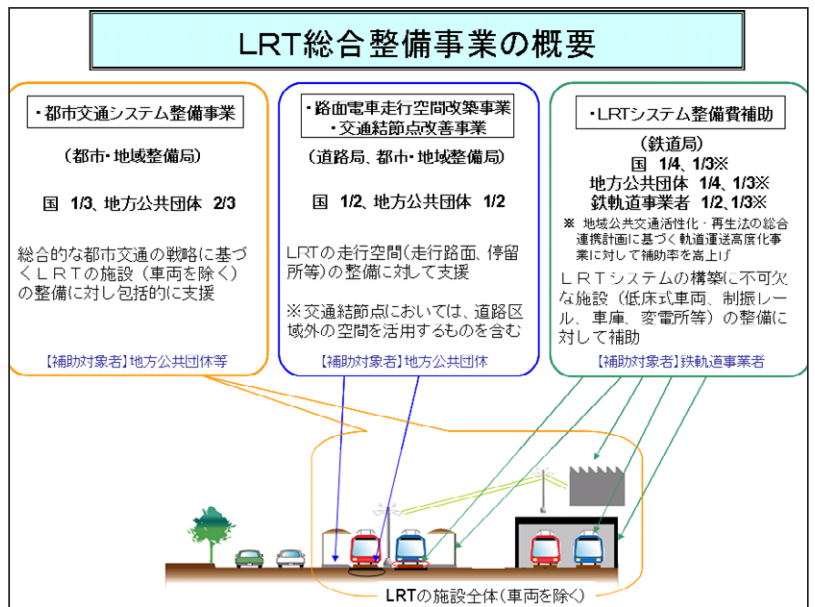 LRT総合整備事業の概要
・都市交通システム整備事業
(都市・地域整備局)
国 1/3、地方公共団体 2/3
総合的な都市交通の戦略に基づ
くＬＲＴの施設（車両を除く）
の整備に対し包括的に支援
【補助対象者】地方公共団体等
・路面電車走行空間改築事業
・交通結節点改善事業
(道路局、都市・地域整備局)
国 1/2、地方公共団体 1/2
LRTの走行空間(走行路面、停留
所等)の整備に対して支援
※交通結節点においては、道路区
域外の空間を活用するものを含む
【補助対象者】地方公共団体
・LRTシステム整備費補助
(鉄道局)
国 1/4、1/3※
地方公共団体 1/4、1/3※
鉄軌道事業者 1/2、1/3※
※ 地域公共交通活性化・再生法の総合
連携計画に基づく軌道運送高度化事
業に対して補助率を嵩上げ
ＬＲＴシステムの構築に不可欠
な施設（低床式車両、制振レー
ル、車庫、変電所等）の整備に
対して補助
【補助対象者】鉄軌道事業者
LRTの施設全体(車両を除く)